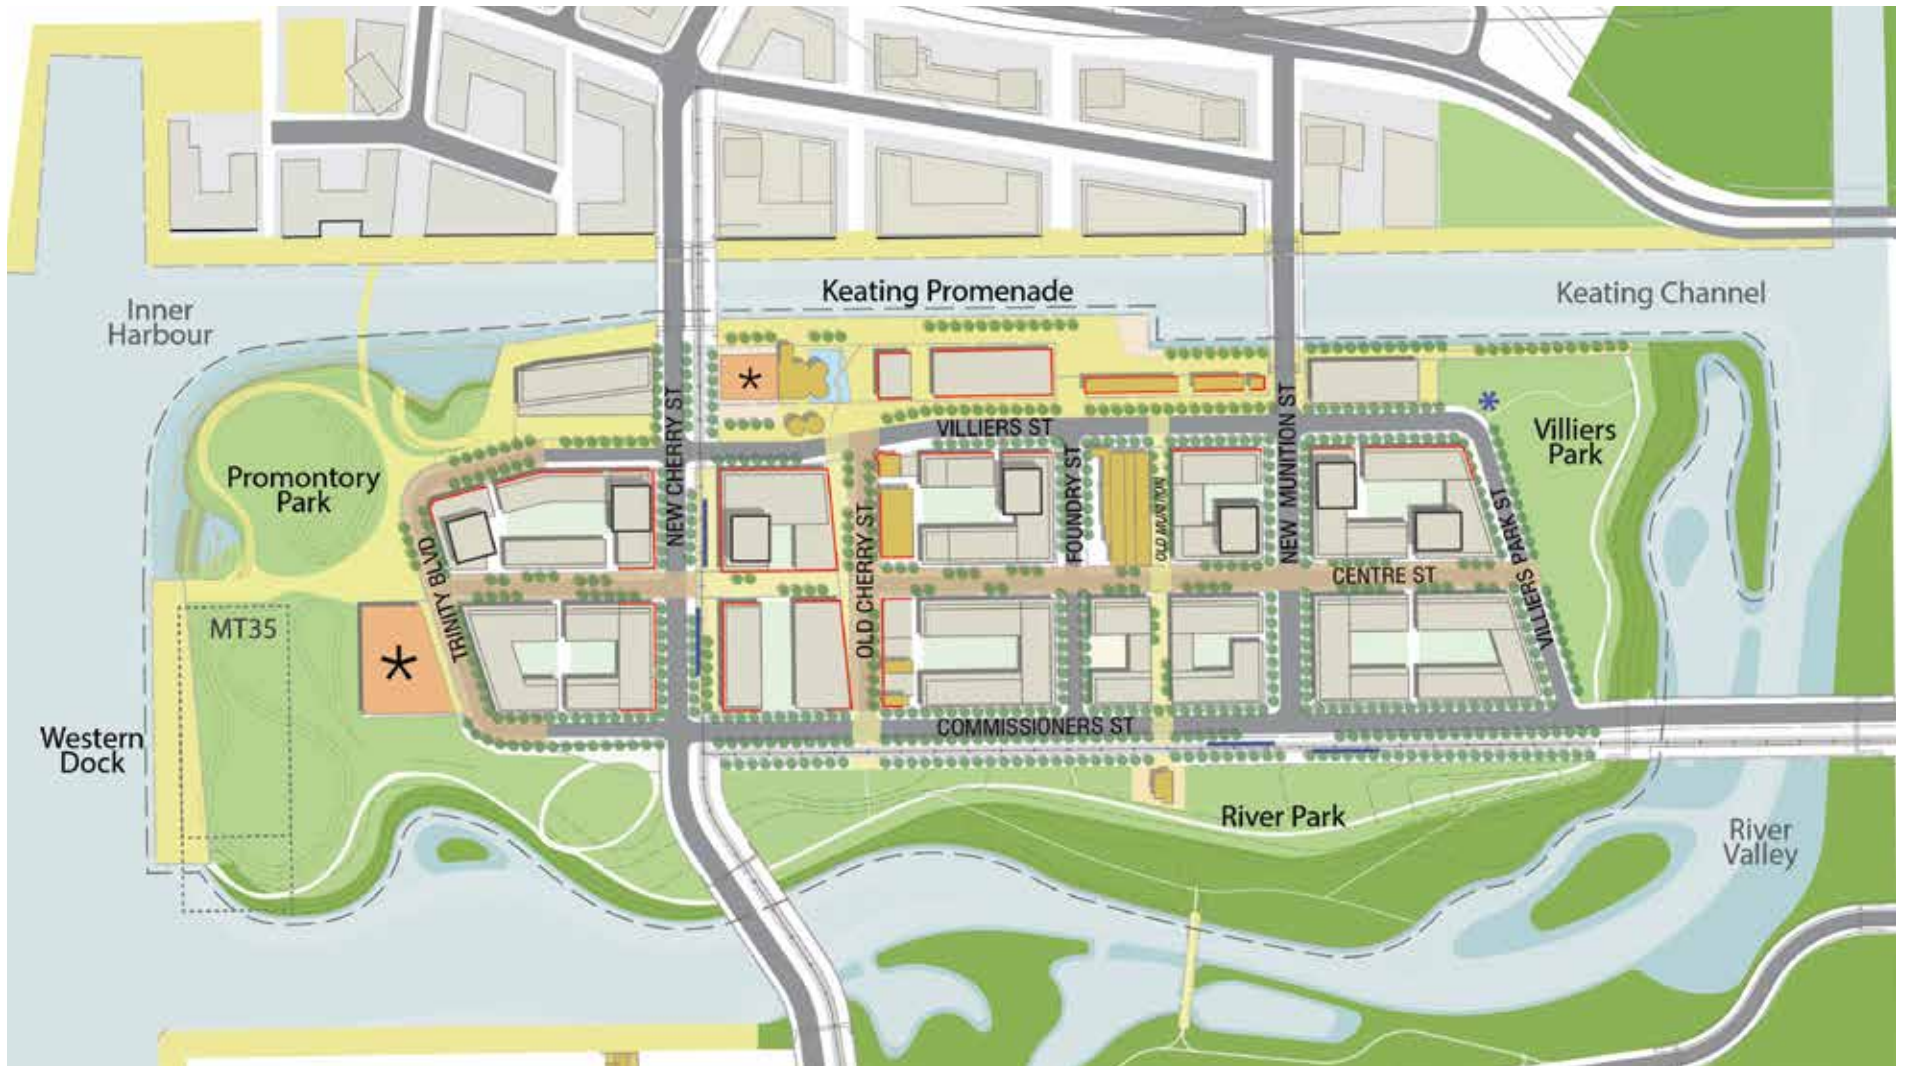 Keating Promenade
Keating Channel
Inner
Harbour
*
*
NEW CHERRY ST
VILLIERS ST
NEW MUNITION ST
Villiers
Park
Promontory
Park
FOUNDRY ST
OLD MUNITION
OLD CHERRY ST
TRINITY BLVD
VILLIERS PARK ST
CENTRE ST
MT35
*
COMMISSIONERS ST
Western
Dock
River Park
River
Valley